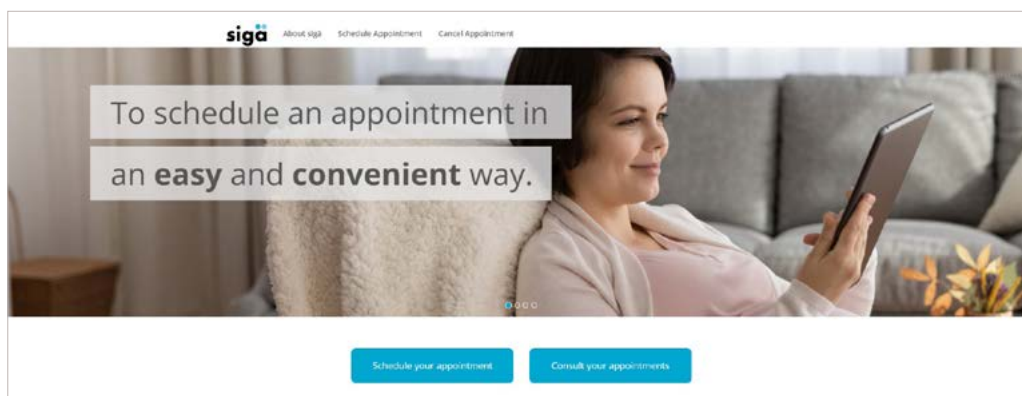 sigä
About sigä Schedule Appointment Cancel Appointment
To schedule an appointment in
an easy and convenient way.
Schedule your appointment Consult your appointments